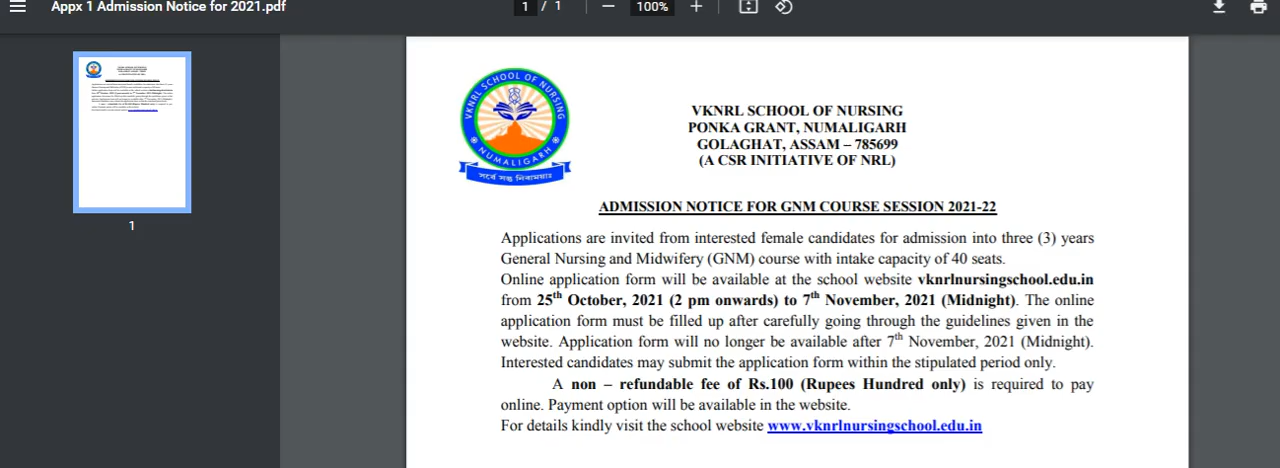 Appx 1 Admission Notice for 2021.pdf
1 / 1
100%
1
VKNRL SCHOOL OF NURSING
NUMALIGARH
সৰ্বে সন্তু নিৰাময়াঃ
VKNRL SCHOOL OF NURSING
PONKA GRANT, NUMALIGARH
GOLAGHAT, ASSAM – 785699
(A CSR INITIATIVE OF NRL)
ADMISSION NOTICE FOR GNM COURSE SESSION 2021-22
Applications are invited from interested female candidates for admission into three (3) years
General Nursing and Midwifery (GNM) course with intake capacity of 40 seats.
Online application form will be available at the school website vknrlnursingschool.edu.in
from 25th October, 2021 (2 pm onwards) to 7th November, 2021 (Midnight). The online
application form must be filled up after carefully going through the guidelines given in the
website. Application form will no longer be available after 7th November, 2021 (Midnight).
Interested candidates may submit the application form within the stipulated period only.
A non – refundable fee of Rs.100 (Rupees Hundred only) is required to pay
online. Payment option will be available in the website.
For details kindly visit the school website www.vknrlnursingschool.edu.in